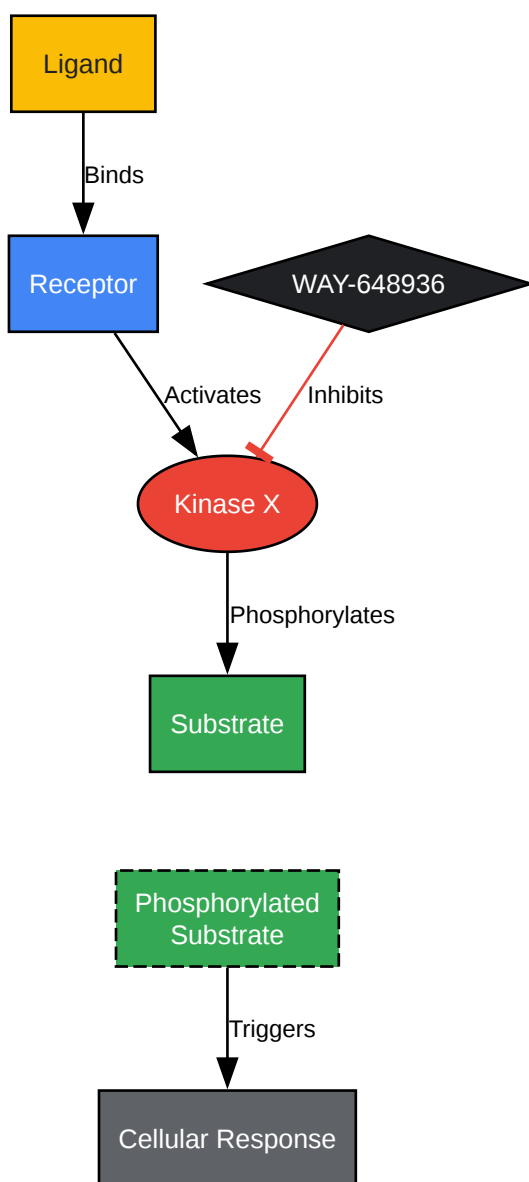 Ligand
Binds
Receptor
WAY-648936
Activates
Inhibits
Kinase X
Phosphorylates
Substrate
Phosphorylated
Substrate
Triggers
Cellular Response